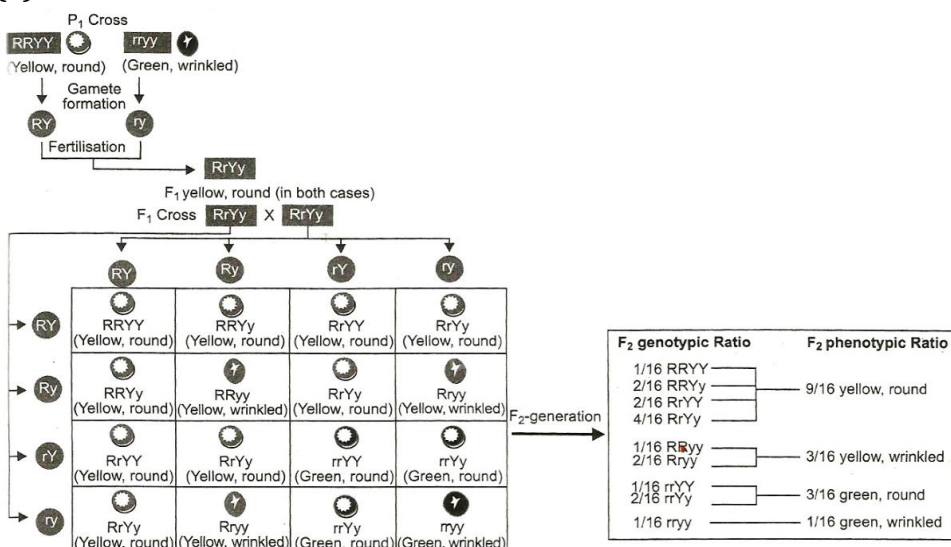 P₁ Cross
RRYY rryy
(Yellow, round) (Green, wrinkled)
Gamete
formation
RY ry
Fertilisation
RrYy
F₁ yellow, round (in both cases)
F₁ Cross RrYy X RrYy
RY Ry rY ry
RY
RRYY RRYy RrYY RrYy
(Yellow, round) (Yellow, round) (Yellow, round) (Yellow, round)
Ry
RRYy RRyy RrYy Rryy
(Yellow, round) (Yellow, wrinkled) (Yellow, round) (Yellow, wrinkled)
rY
RrYY RrYy rrYY rrYy
(Yellow, round) (Yellow, round) (Green, round) (Green, round)
ry
RrYy Rryy rrYy rryy
(Yellow, round) (Yellow, wrinkled) (Green, round) (Green, wrinkled)
F₂-generation
F₂ genotypic Ratio F₂ phenotypic Ratio
1/16 RRYY
2/16 RRYy
2/16 RrYY
4/16 RrYy
9/16 yellow, round
1/16 RRyy
2/16 Rryy
3/16 yellow, wrinkled
1/16 rrYY
2/16 rrYy
3/16 green, round
1/16 rryy 1/16 green, wrinkled